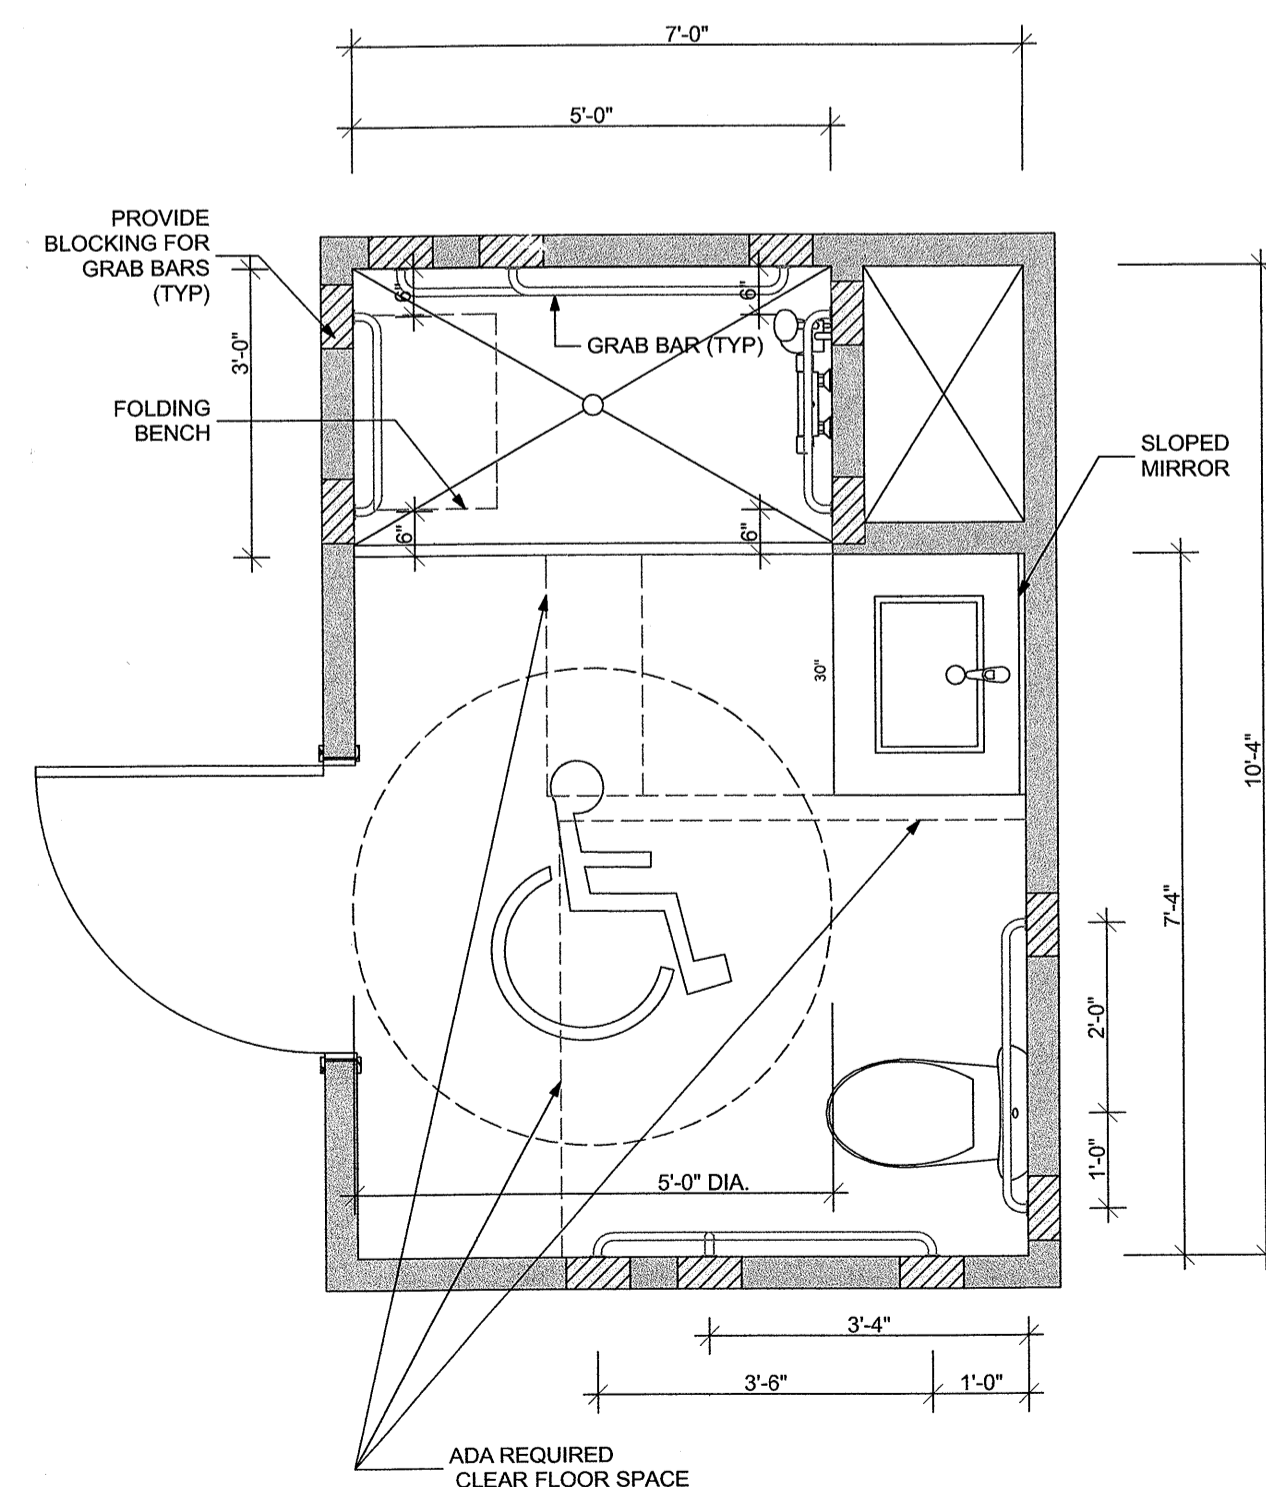 7'-0"
5'-0"
PROVIDE
BLOCKING FOR
GRAB BARS
(TYP)
6"
6"
3'-0"
GRAB BAR (TYP)
FOLDING
BENCH
SLOPED
MIRROR
6"
6"
30"
10'-4"
7'-4"
2'-0"
1'-0"
5'-0" DIA.
3'-4"
3'-6"
1'-0"
ADA REQUIRED
CLEAR FLOOR SPACE